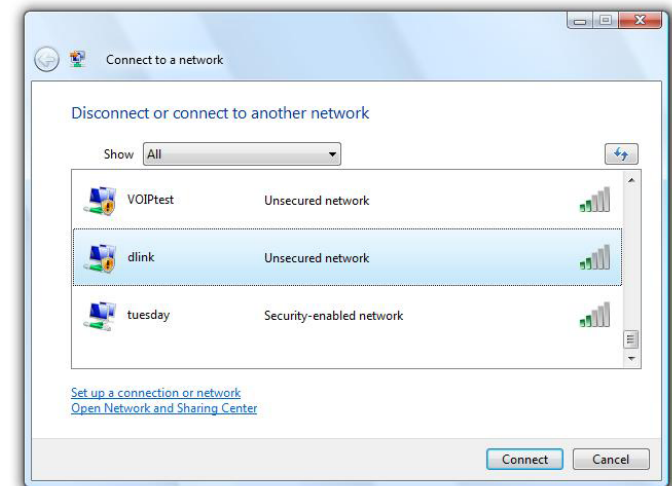 Connect to a network
Disconnect or connect to another network
Show All
VOIPtest Unsecured network
dlink Unsecured network
tuesday Security-enabled network
Set up a connection or network
Open Network and Sharing Center
Connect Cancel